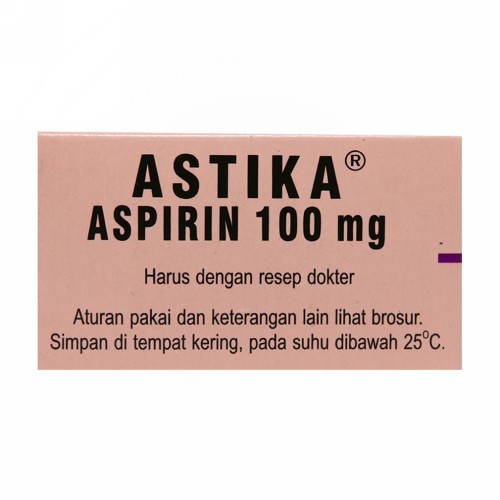 ASTIKA®
ASPIRIN 100 mg
Harus dengan resep dokter
Aturan pakai dan keterangan lain lihat brosur.
Simpan di tempat kering, pada suhu dibawah 25°C.